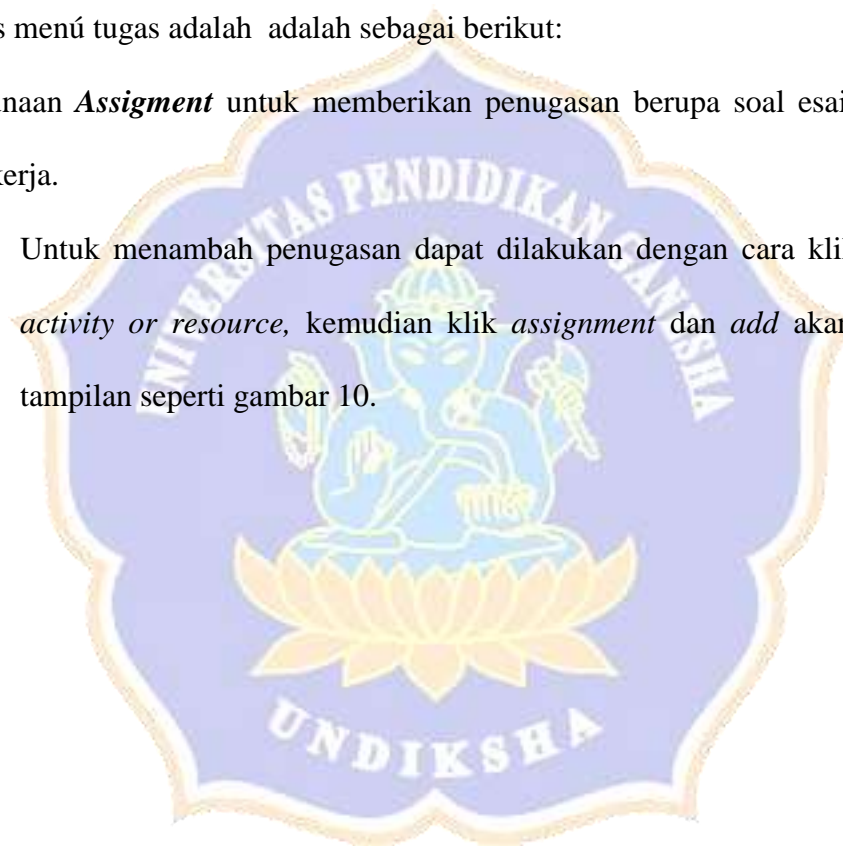 s menú tugas adalah adalah sebagai berikut:
naan Assigment untuk memberikan penugasan berupa soal esai
kerja.
Untuk menambah penugasan dapat dilakukan dengan cara klik
activity or resource, kemudian klik assignment dan add akan
tampilan seperti gambar 10.
UNIVERSITAS PENDIDIKAN GANESHA
UNDIKSHA